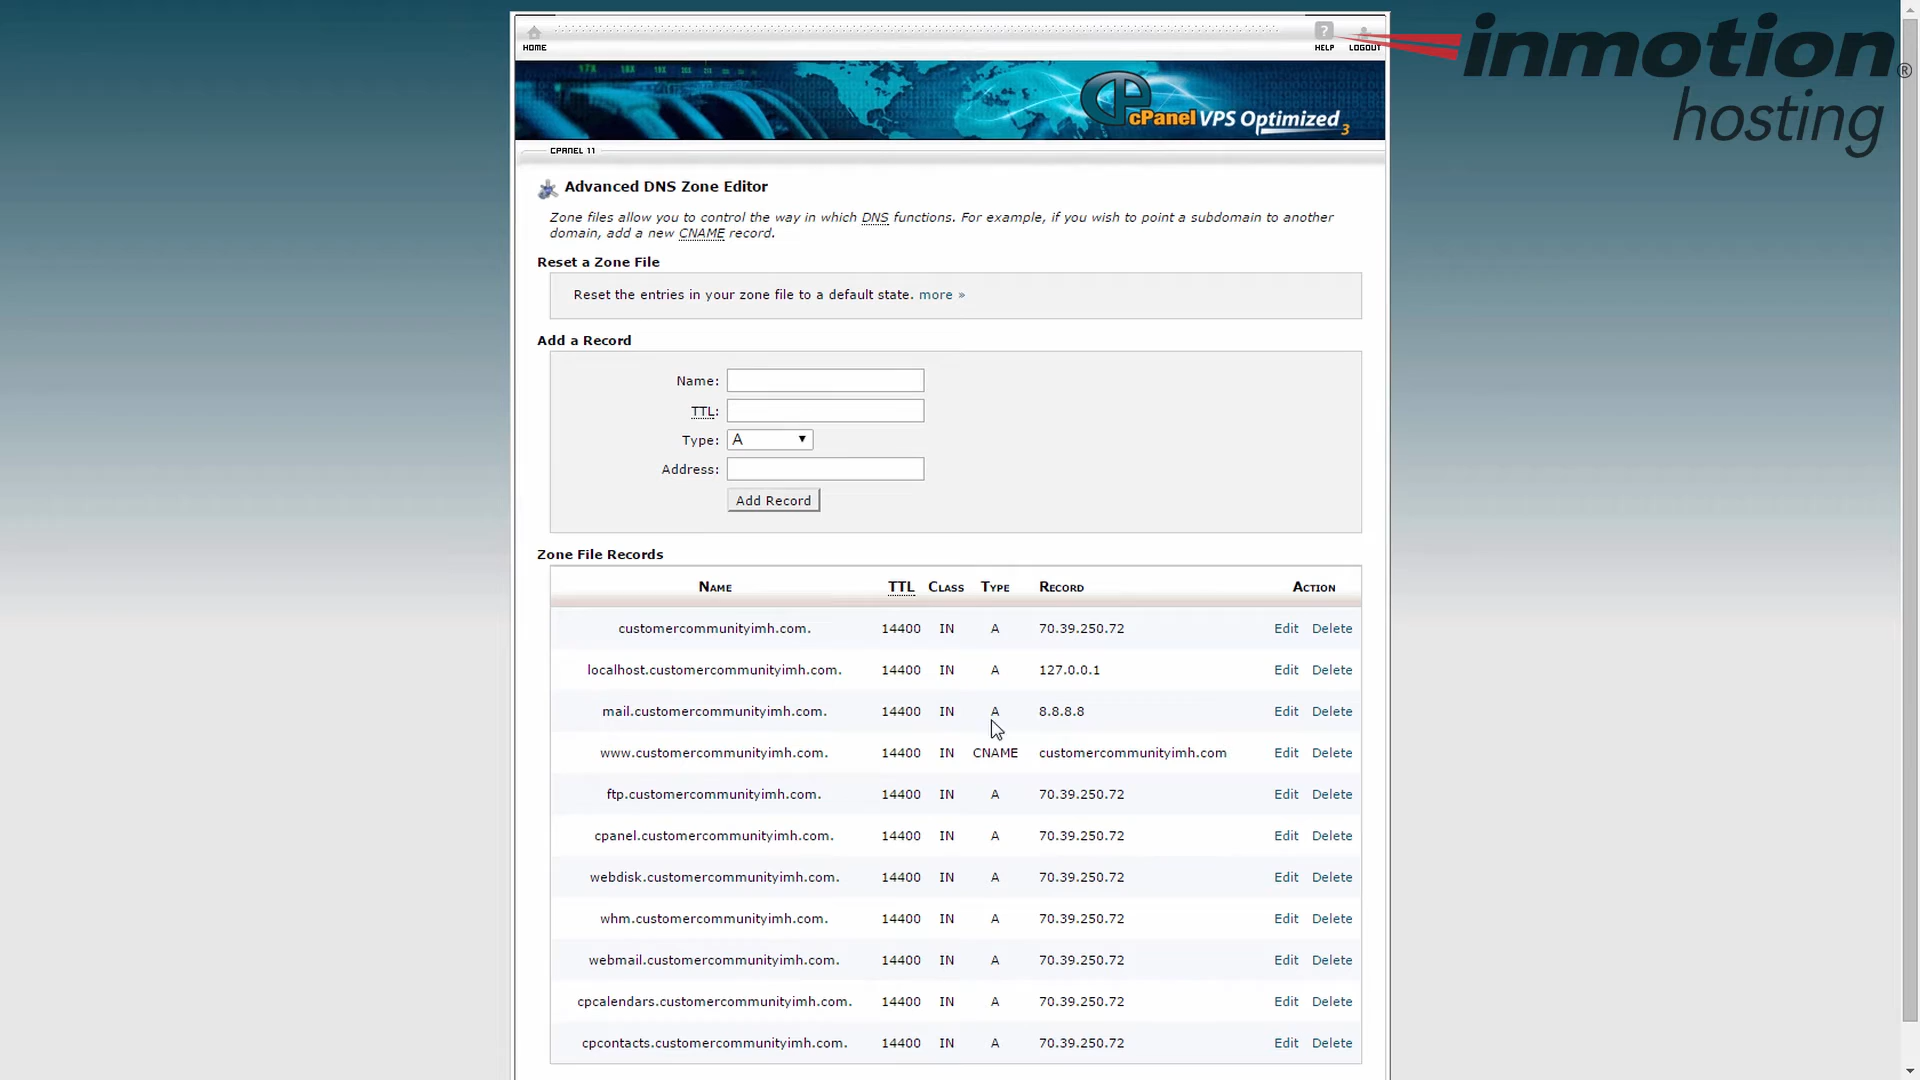 HOME
HELP
LOGOUT
inmotion®
hosting
cPanel VPS Optimized 3
CPANEL 11
Advanced DNS Zone Editor
Zone files allow you to control the way in which DNS functions. For example, if you wish to point a subdomain to another
domain, add a new CNAME record.
Reset a Zone File
Reset the entries in your zone file to a default state. more »
Add a Record
Name:
TTL:
Type: A
Address:
Add Record
Zone File Records
NAME TTL CLASS TYPE RECORD ACTION
customercommunityimh.com. 14400 IN A 70.39.250.72 Edit Delete
localhost.customercommunityimh.com. 14400 IN A 127.0.0.1 Edit Delete
mail.customercommunityimh.com. 14400 IN A 8.8.8.8 Edit Delete
www.customercommunityimh.com. 14400 IN CNAME customercommunityimh.com Edit Delete
ftp.customercommunityimh.com. 14400 IN A 70.39.250.72 Edit Delete
cpanel.customercommunityimh.com. 14400 IN A 70.39.250.72 Edit Delete
webdisk.customercommunityimh.com. 14400 IN A 70.39.250.72 Edit Delete
whm.customercommunityimh.com. 14400 IN A 70.39.250.72 Edit Delete
webmail.customercommunityimh.com. 14400 IN A 70.39.250.72 Edit Delete
cpcalendars.customercommunityimh.com. 14400 IN A 70.39.250.72 Edit Delete
cpcontacts.customercommunityimh.com. 14400 IN A 70.39.250.72 Edit Delete